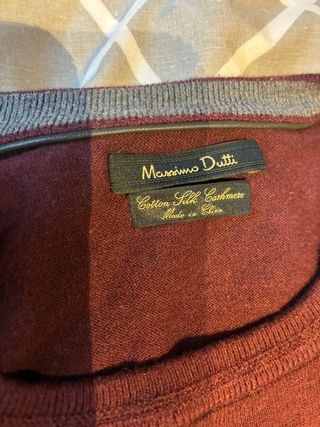 Massimo Dutti
Cotton Silk Cashmere
Made in China